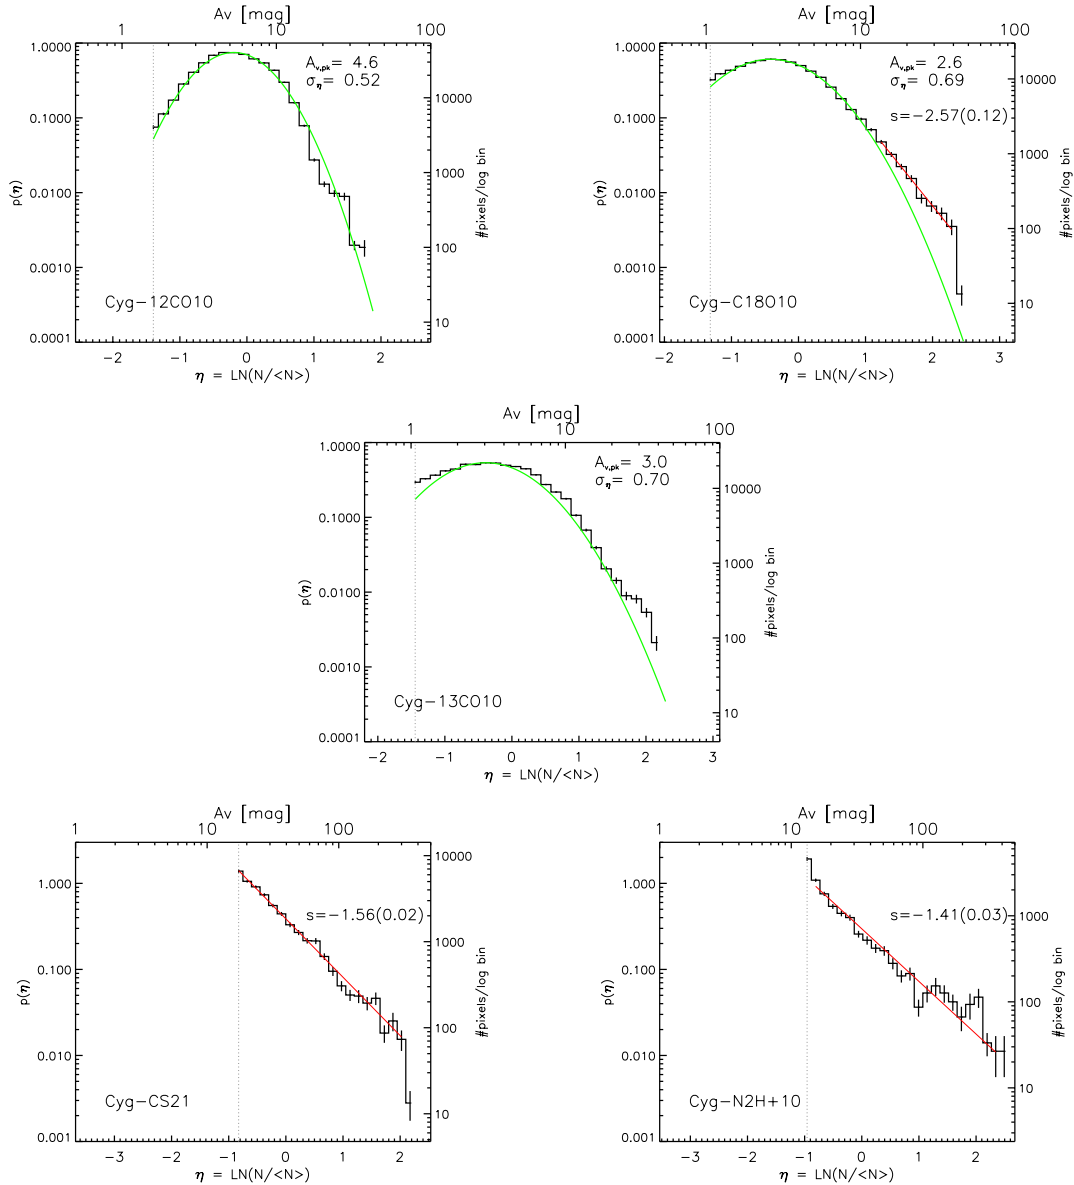 Av [mag]
1 10 100
1.0000
0.1000
0.0100
0.0010
0.0001
p(η)
A_v,pk = 4.6
σ_η = 0.52
10000
1000
100
10
#pixels/log bin
Cyg-12CO10
-2 -1 0 1 2
η = LN(N/<N>)
Av [mag]
1 10 100
1.0000
0.1000
0.0100
0.0010
0.0001
p(η)
A_v,pk = 2.6
σ_η = 0.69
s=-2.57(0.12)
10000
1000
100
10
#pixels/log bin
Cyg-C18O10
-2 -1 0 1 2 3
η = LN(N/<N>)
Av [mag]
1 10 100
1.0000
0.1000
0.0100
0.0010
0.0001
p(η)
A_v,pk = 3.0
σ_η = 0.70
10000
1000
100
10
#pixels/log bin
Cyg-13CO10
-2 -1 0 1 2 3
η = LN(N/<N>)
Av [mag]
1 10 100
1.000
0.100
0.010
0.001
p(η)
s=-1.56(0.02)
10000
1000
100
10
#pixels/log bin
Cyg-CS21
-3 -2 -1 0 1 2
η = LN(N/<N>)
Av [mag]
1 10 100
1.000
0.100
0.010
0.001
p(η)
s=-1.41(0.03)
1000
100
10
#pixels/log bin
Cyg-N2H+10
-3 -2 -1 0 1 2
η = LN(N/<N>)